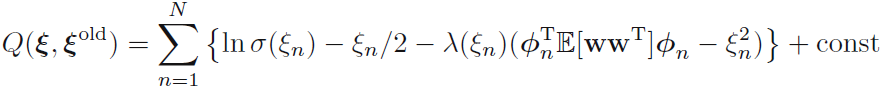 Q(ξ, ξ^old) = ∑_{n=1}^{N} { ln σ(ξ_n) − ξ_n/2 − λ(ξ_n)(ϕ_n^T 𝔼[ww^T]ϕ_n − ξ_n^2) } + const